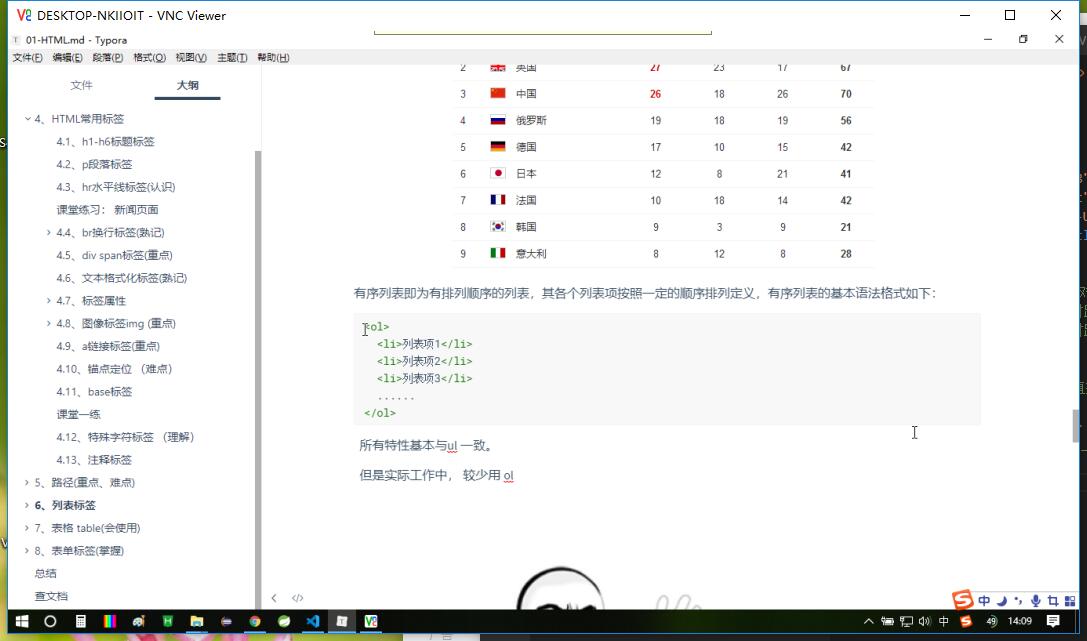 DESKTOP-NKIIOIT - VNC Viewer
01-HTML.md - Typora
文件(F) 编辑(E) 段落(P) 格式(O) 视图(V) 主题(T) 帮助(H)
文件 大纲
4、HTML常用标签
4.1、h1-h6标题标签
4.2、p段落标签
4.3、hr水平线标签(认识)
课堂练习： 新闻页面
4.4、br换行标签(熟记)
4.5、div span标签(重点)
4.6、文本格式化标签(熟记)
4.7、标签属性
4.8、图像标签img (重点)
4.9、a链接标签(重点)
4.10、锚点定位 （难点）
4.11、base标签
课堂一练
4.12、特殊字符标签 （理解）
4.13、注释标签
5、路径(重点、难点)
6、列表标签
7、表格 table(会使用)
8、表单标签(掌握)
总结
查文档
2 英国 27 23 17 67
3 中国 26 18 26 70
4 俄罗斯 19 18 19 56
5 德国 17 10 15 42
6 日本 12 8 21 41
7 法国 10 18 14 42
8 韩国 9 3 9 21
9 意大利 8 12 8 28
有序列表即为有排列顺序的列表，其各个列表项按照一定的顺序排列定义，有序列表的基本语法格式如下：
<ol>
<li>列表项1</li>
<li>列表项2</li>
<li>列表项3</li>
......
</ol>
所有特性基本与ul 一致。
但是实际工作中， 较少用 ol
中
中 49 14:09